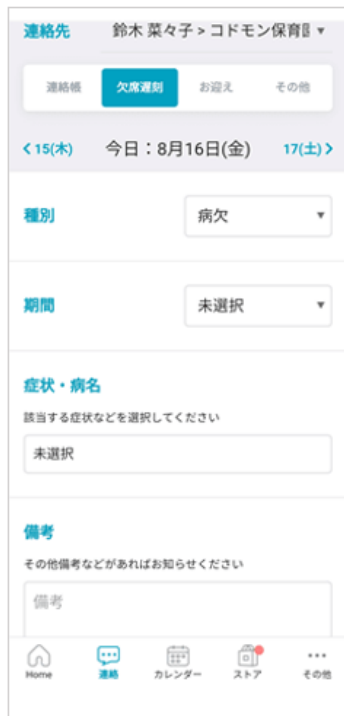 連絡先 鈴木 菜々子 > コドモン保育園
連絡帳 欠席遅刻 お迎え その他
15(木) 今日：8月16日(金) 17(土)
種別 病欠
期間 未選択
症状・病名
該当する症状などを選択してください
未選択
備考
その他備考などがあればお知らせください
備考
Home 連絡 カレンダー ストア その他